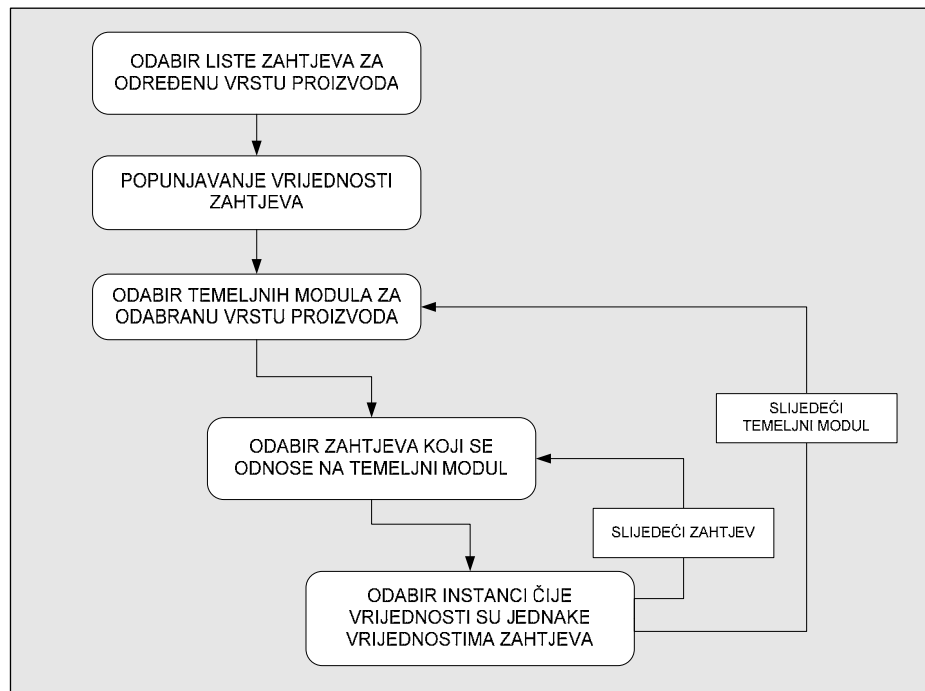 ODABIR LISTE ZAHTJEVA ZA
ODREĐENU VRSTU PROIZVODA
POPUNJAVANJE VRIJEDNOSTI
ZAHTJEVA
ODABIR TEMELJNIH MODULA ZA
ODABRANU VRSTU PROIZVODA
SLIJEDEĆI
TEMELJNI MODUL
ODABIR ZAHTJEVA KOJI SE
ODNOSE NA TEMELJNI MODUL
SLIJEDEĆI ZAHTJEV
ODABIR INSTANCI ČIJE
VRIJEDNOSTI SU JEDNAKE
VRIJEDNOSTIMA ZAHTJEVA